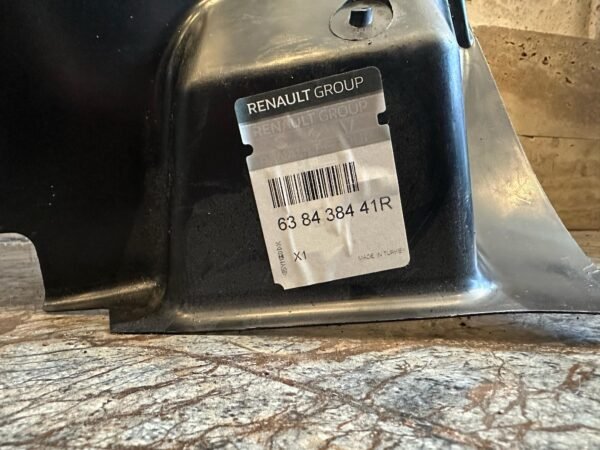 RENAULT GROUP
RENAULT GROUP
63 84 384 41R
X1
MADE IN TURKEY